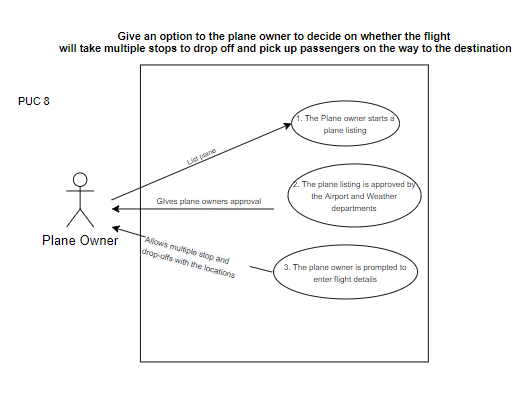 Give an option to the plane owner to decide on whether the flight
will take multiple stops to drop off and pick up passengers on the way to the destination
PUC 8
1. The Plane owner starts a
plane listing
List plane
2. The plane listing is approved by
the Airport and Weather
departments
GIves plane owners approval
Plane Owner
Allows multiple stop and
drop-offs with the locations
3. The plane owner is prompted to
enter flight details